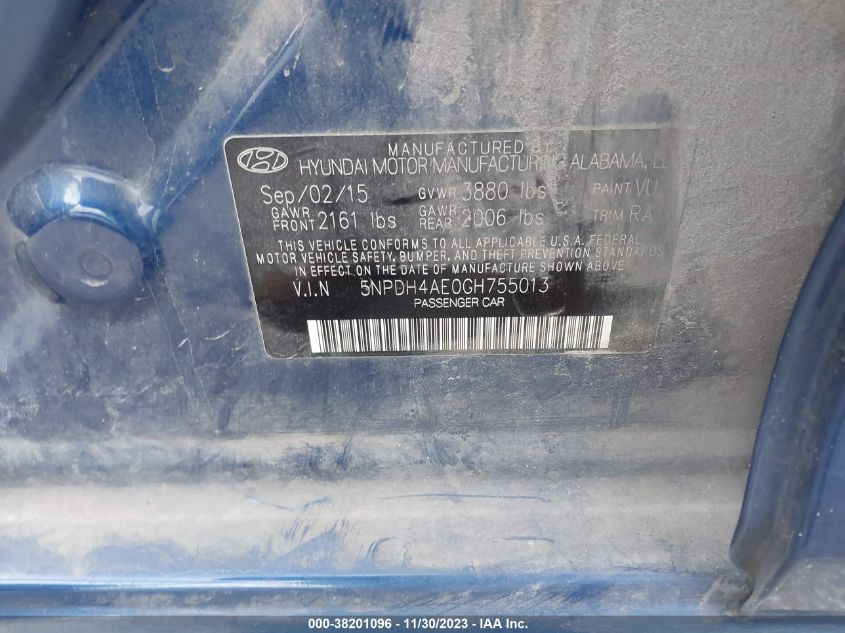 MANUFACTURED BY
HYUNDAI MOTOR MANUFACTURING ALABAMA, LL
Sep/02/15 GVWR 3880 lbs PAINT VU
GAWR FRONT 2161 lbs GAWR REAR 2006 lbs TRIM RA
THIS VEHICLE CONFORMS TO ALL APPLICABLE U.S.A. FEDERAL
MOTOR VEHICLE SAFETY, BUMPER, AND THEFT PREVENTION STANDARDS
IN EFFECT ON THE DATE OF MANUFACTURE SHOWN ABOVE
V.I.N 5NPDH4AE0GH755013
PASSENGER CAR
000-38201096 - 11/30/2023 - IAA Inc.